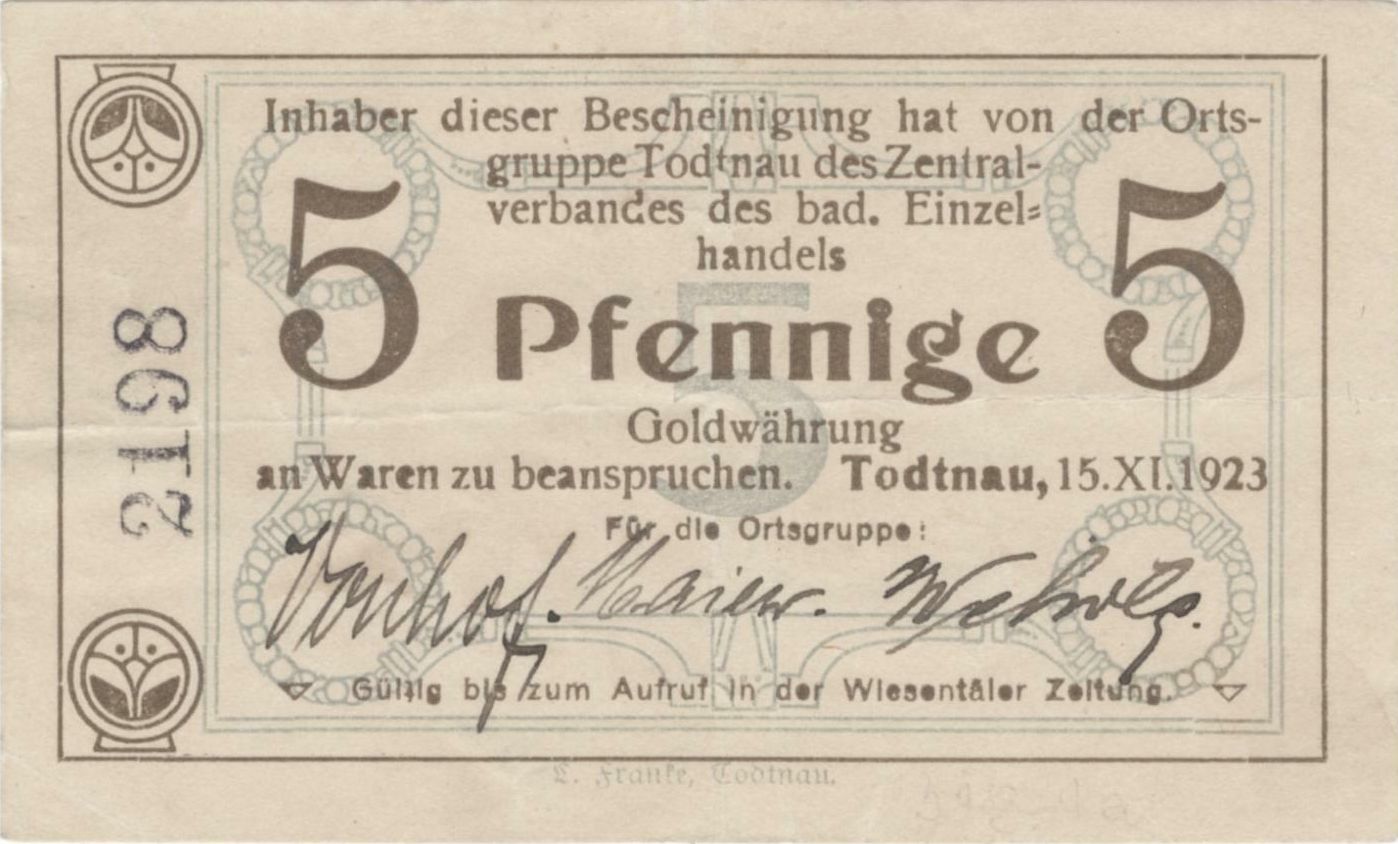 Inhaber dieser Bescheinigung hat von der Orts-
gruppe Todtnau des Zentral-
verbandes des bad. Einzel-
handels
5 Pfennige 5
5
Goldwährung
an Waren zu beanspruchen. Todtnau, 15.XI.1923
Für die Ortsgruppe:
Maier.
Gültig bis zum Aufruf in der Wiesentäler Zeitung.
2198
L. Franke, Todtnau.